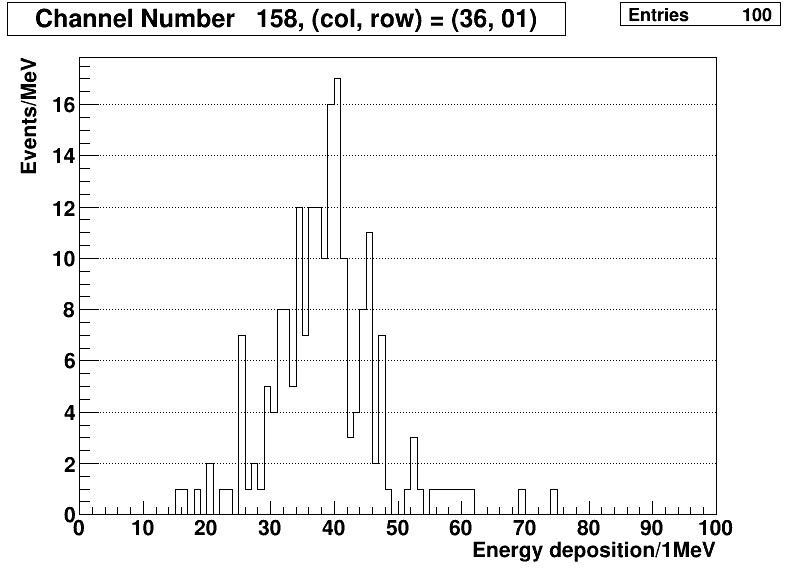 Channel Number 158, (col, row) = (36, 01)
Entries 100
Events/MeV
16
14
12
10
8
6
4
2
0
0 10 20 30 40 50 60 70 80 90 100
Energy deposition/1MeV